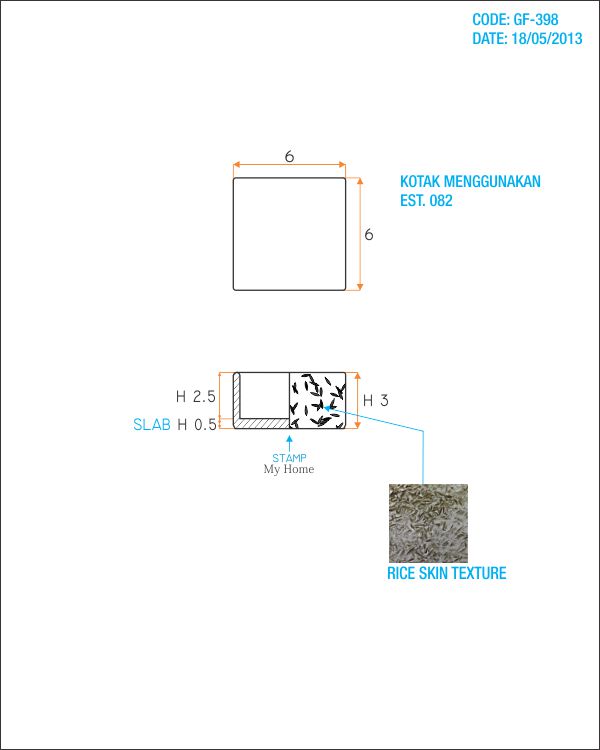 CODE: GF-398
DATE: 18/05/2013
6
KOTAK MENGGUNAKAN
EST. 082
6
H 2.5
H 3
SLAB H 0.5
STAMP
My Home
RICE SKIN TEXTURE